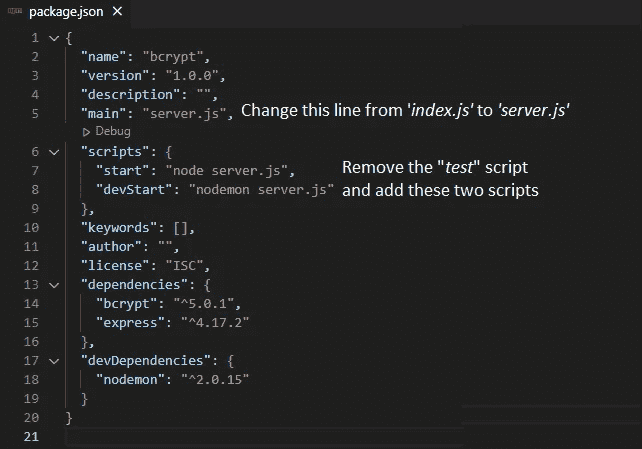 package.json ×
1 {
2 "name": "bcrypt",
3 "version": "1.0.0",
4 "description": "",
5 "main": "server.js", Change this line from 'index.js' to 'server.js'
Debug
6 "scripts": {
7 "start": "node server.js", Remove the "test" script
8 "devStart": "nodemon server.js" and add these two scripts
9 },
10 "keywords": [],
11 "author": "",
12 "license": "ISC",
13 "dependencies": {
14 "bcrypt": "^5.0.1",
15 "express": "^4.17.2"
16 },
17 "devDependencies": {
18 "nodemon": "^2.0.15"
19 }
20 }
21